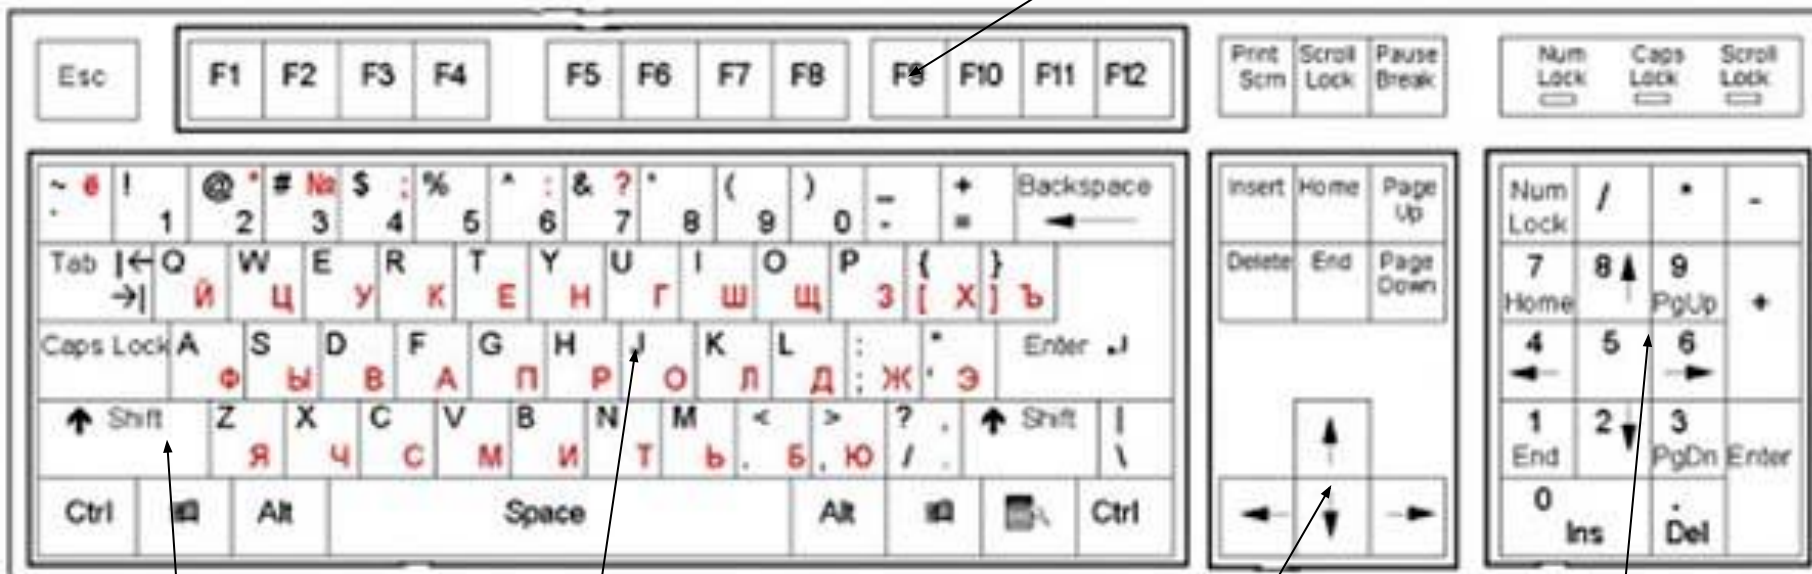 Esc F1 F2 F3 F4 F5 F6 F7 F8 F9 F10 F11 F12 Print Scrn Scroll Lock Pause Break Num Lock Caps Lock Scroll Lock
~ ё ` ! 1 @ " 2 # № 3 $ ; 4 % 5 ^ : 6 & ? 7 * 8 ( 9 ) 0 _ - + = Backspace Insert Home Page Up Num Lock / * -
Tab Q Й W Ц E У R К T Е Y Н U Г I Ш O Щ P З { [ Х } ] Ъ Delete End Page Down 7 Home 8 9 PgUp +
Caps Lock A Ф S Ы D В F А G П H Р J О K Л L Д : ; Ж " ' Э Enter 4 5 6
Shift Z Я X Ч C С V М B И N Т M Ь < , Б > . Ю ? / . , Shift | \ 1 End 2 3 PgDn Enter
Ctrl Alt Space Alt Ctrl 0 Ins . Del